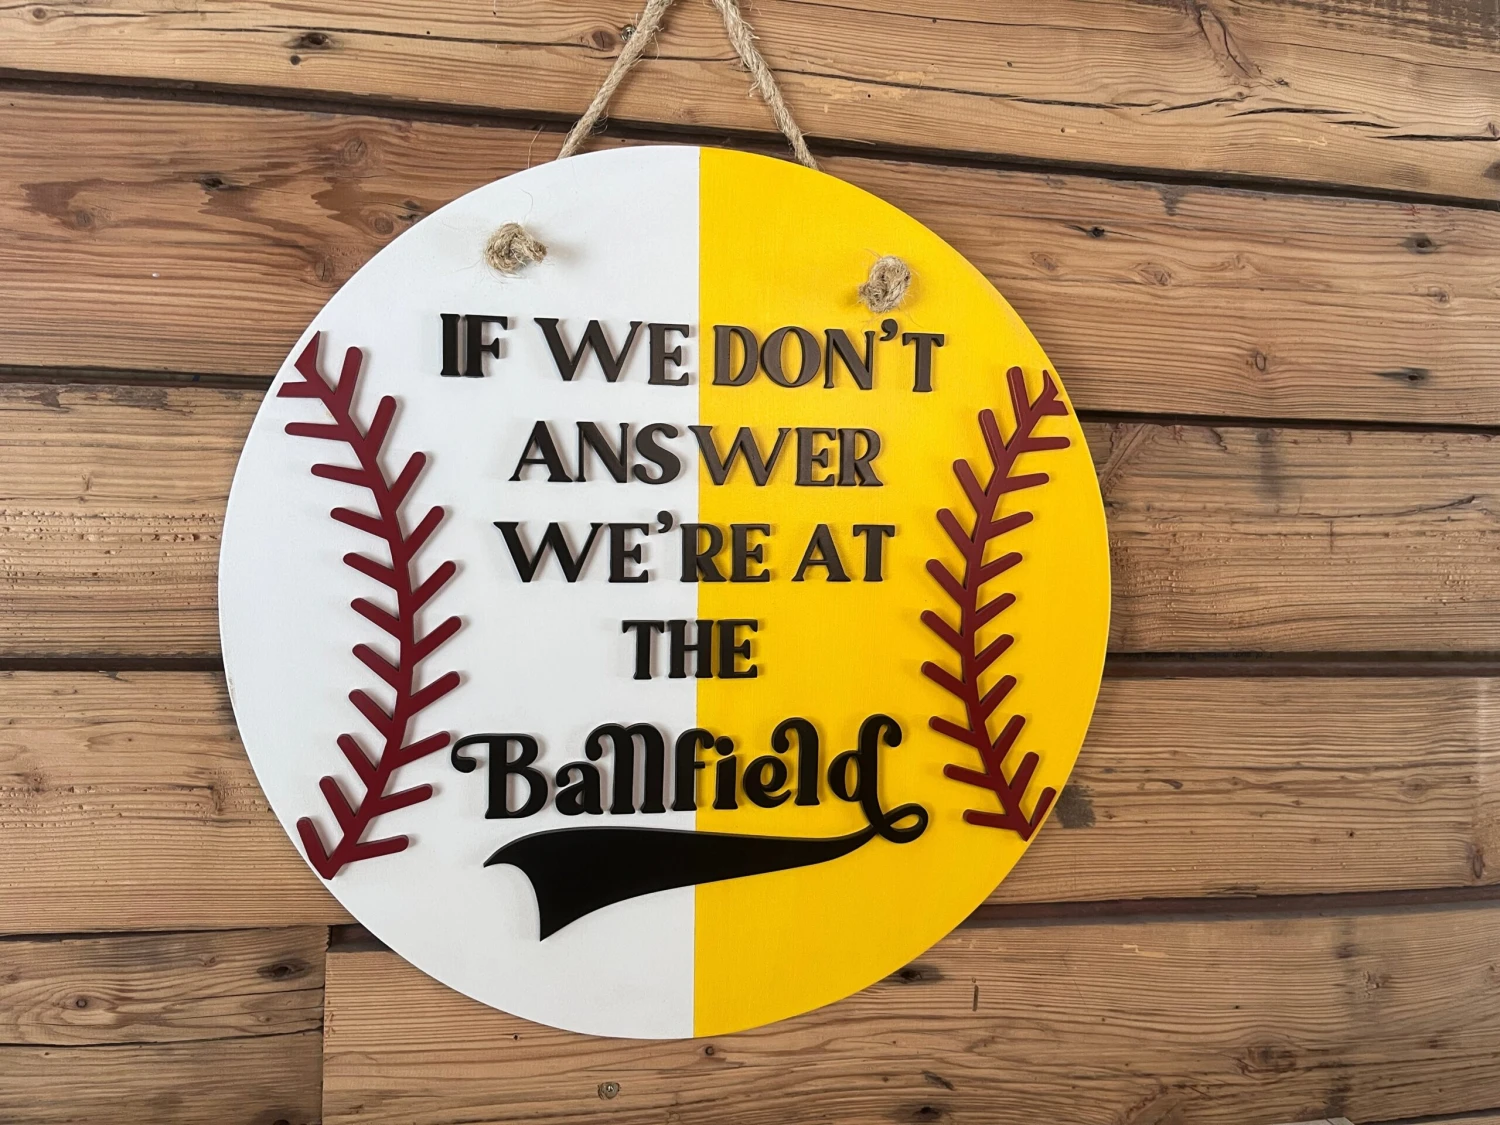 IF WE DON'T
ANSWER
WE'RE AT
THE
Ballfield